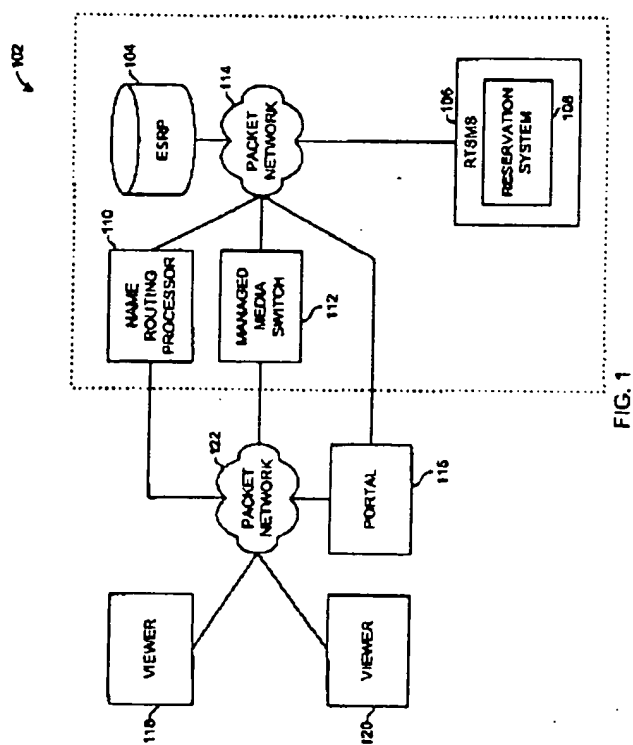 102
104
ESRP
114
PACKET
NETWORK
106
RTSMS
RESERVATION
SYSTEM
108
110
NAME
ROUTING
PROCESSOR
MANAGED
MEDIA
SWITCH
112
122
PACKET
NETWORK
PORTAL
116
VIEWER
118
VIEWER
120
FIG. 1